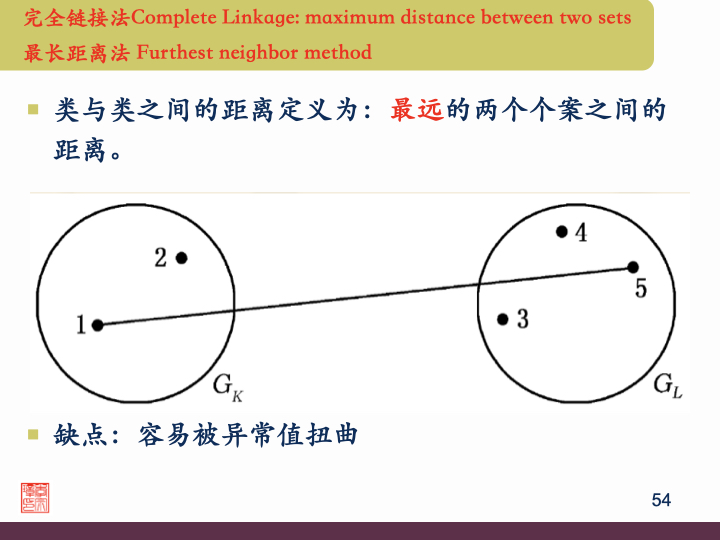 完全链接法Complete Linkage: maximum distance between two sets
最长距离法 Furthest neighbor method
类与类之间的距离定义为：最远的两个个案之间的
距离。
2
4
5
1
3
G_K
G_L
缺点：容易被异常值扭曲
54